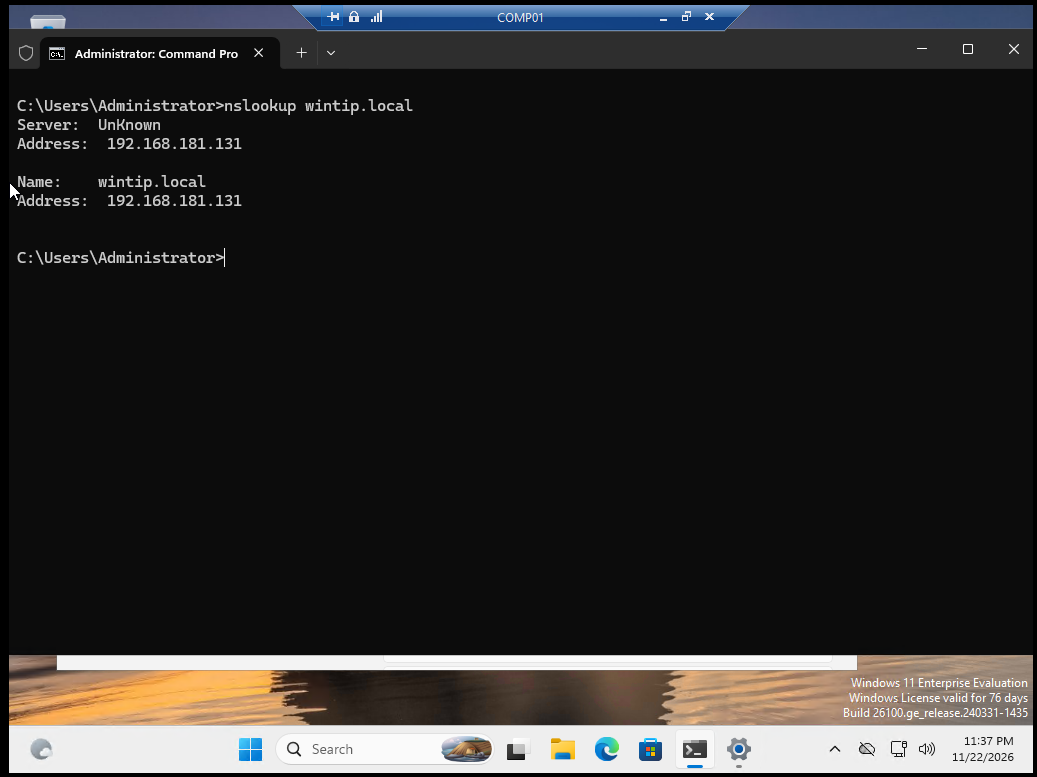 COMP01
Administrator: Command Pro
C:\Users\Administrator>nslookup wintip.local
Server:  UnKnown
Address:  192.168.181.131
Name:    wintip.local
Address:  192.168.181.131
C:\Users\Administrator>
Windows 11 Enterprise Evaluation
Windows License valid for 76 days
Build 26100.ge_release.240331-1435
Search
11:37 PM
11/22/2026